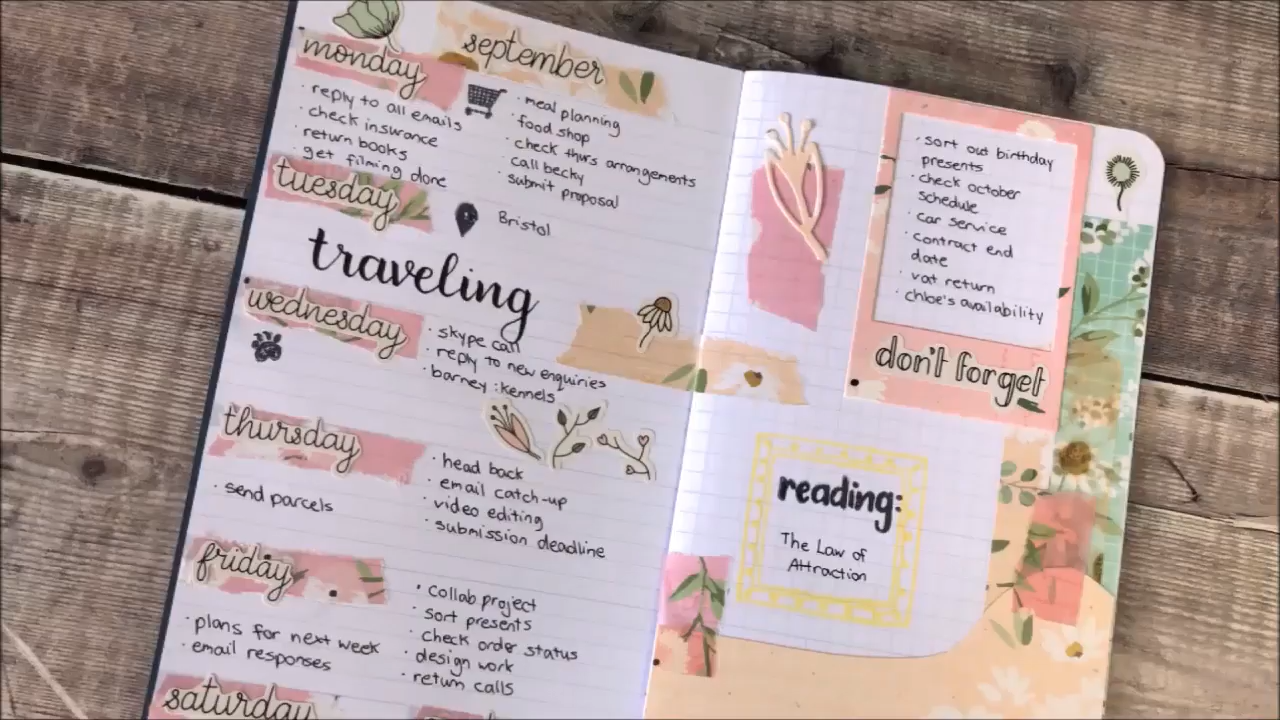 september
monday
· reply to all emails
· check insurance
· return books
· get filming done
· meal planning
· food shop
· check thurs arrangements
· call becky
· submit proposal
tuesday
Bristol
traveling
wednesday
· skype call
· reply to new enquiries
· barney : kennels
thursday
· send parcels
· head back
· email catch-up
· video editing
· submission deadline
friday
· plans for next week
· email responses
· collab project
· sort presents
· check order status
· design work
· return calls
saturday
· sort out birthday
presents
· check october
schedule
· car service
· contract end
date
· vat return
· chloe's availability
don't forget
reading:
The Law of
Attraction